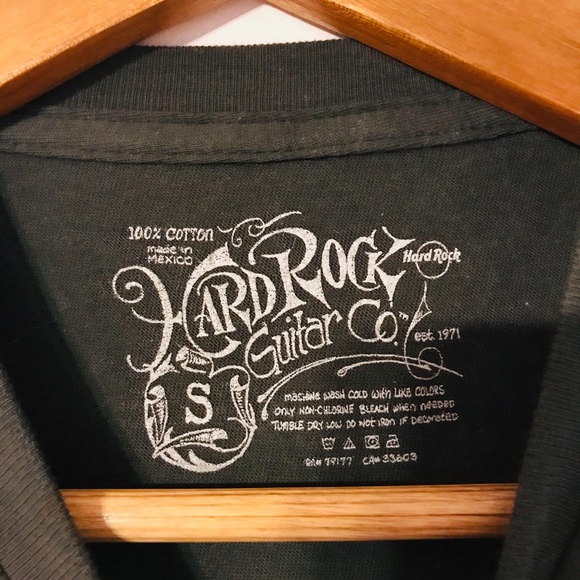 100% COTTON
made in
MEXICO
HARD ROCK
Hard Rock
Guitar Co.™
est. 1971
S
machine wash cold with like colors
only non-chlorine bleach when needed
tumble dry low do not iron if decorated
RN# 79177 CA# 33603